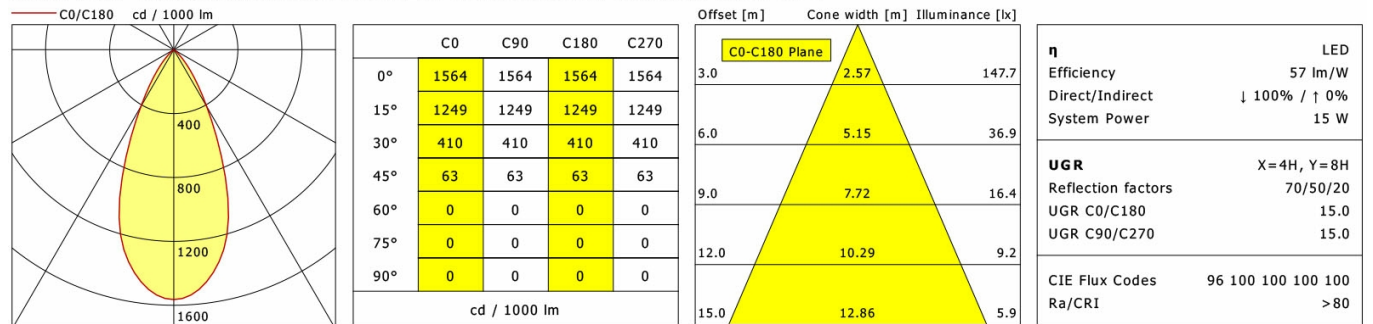 C0/C180 cd / 1000 lm
400
800
1200
1600
C0 C90 C180 C270
0° 1564 1564 1564 1564
15° 1249 1249 1249 1249
30° 410 410 410 410
45° 63 63 63 63
60° 0 0 0 0
75° 0 0 0 0
90° 0 0 0 0
cd / 1000 lm
Offset [m] Cone width [m] Illuminance [lx]
C0-C180 Plane
3.0 2.57 147.7
6.0 5.15 36.9
9.0 7.72 16.4
12.0 10.29 9.2
15.0 12.86 5.9
η LED
Efficiency 57 lm/W
Direct/Indirect ↓ 100% / ↑ 0%
System Power 15 W
UGR X=4H, Y=8H
Reflection factors 70/50/20
UGR C0/C180 15.0
UGR C90/C270 15.0
CIE Flux Codes 96 100 100 100 100
Ra/CRI >80